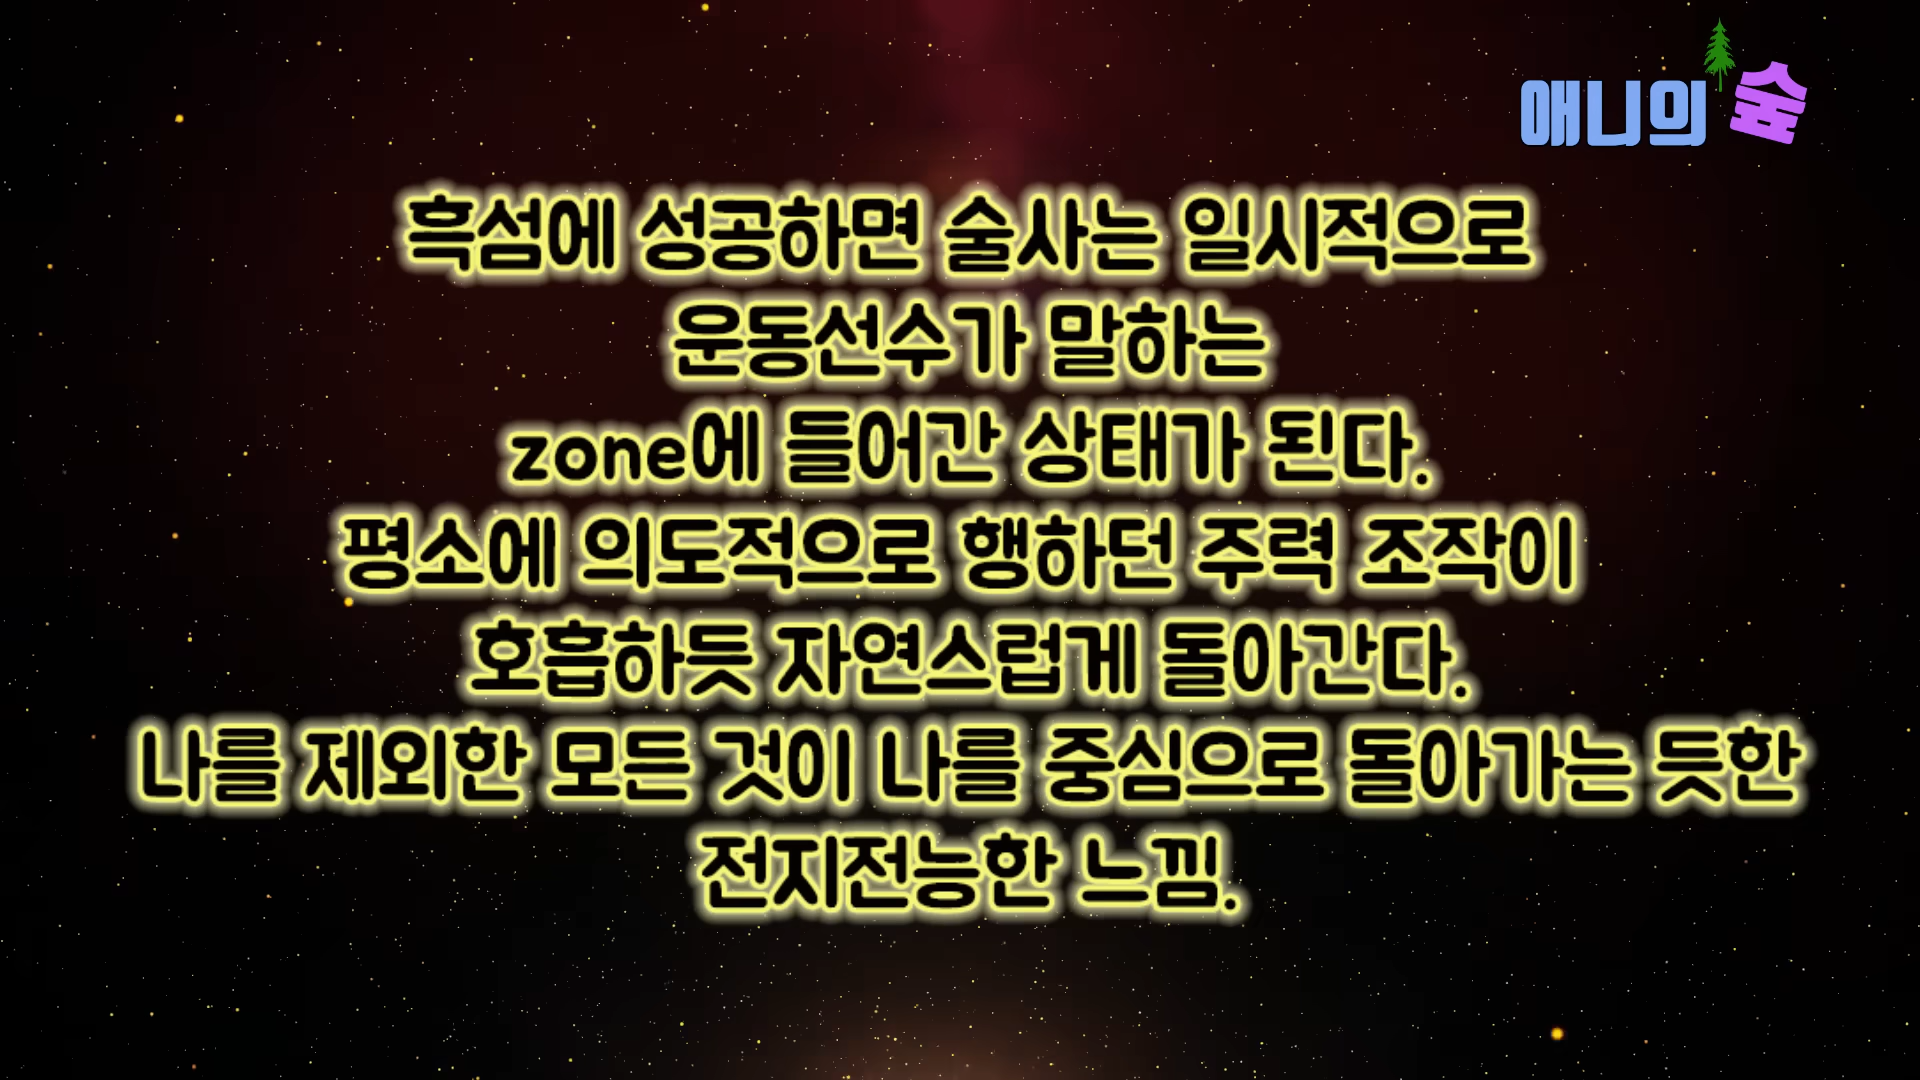 애니의 숲
흑섬에 성공하면 술사는 일시적으로
운동선수가 말하는
zone에 들어간 상태가 된다.
평소에 의도적으로 행하던 주력 조작이
호흡하듯 자연스럽게 돌아간다.
나를 제외한 모든 것이 나를 중심으로 돌아가는 듯한
전지전능한 느낌.